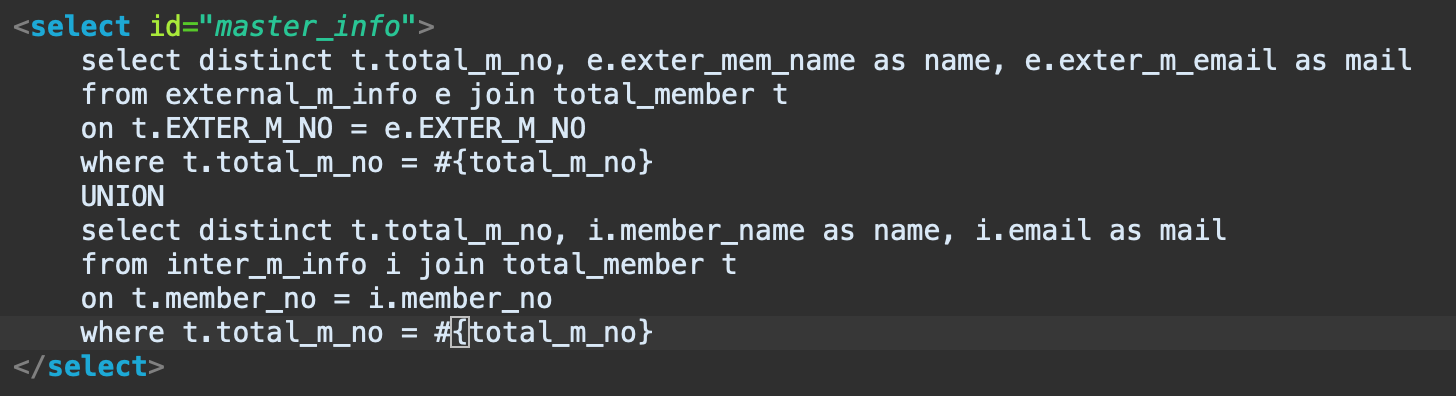 <select id="master_info">
select distinct t.total_m_no, e.exter_mem_name as name, e.exter_m_email as mail
from external_m_info e join total_member t
on t.EXTER_M_NO = e.EXTER_M_NO
where t.total_m_no = #{total_m_no}
UNION
select distinct t.total_m_no, i.member_name as name, i.email as mail
from inter_m_info i join total_member t
on t.member_no = i.member_no
where t.total_m_no = #{total_m_no}
</select>